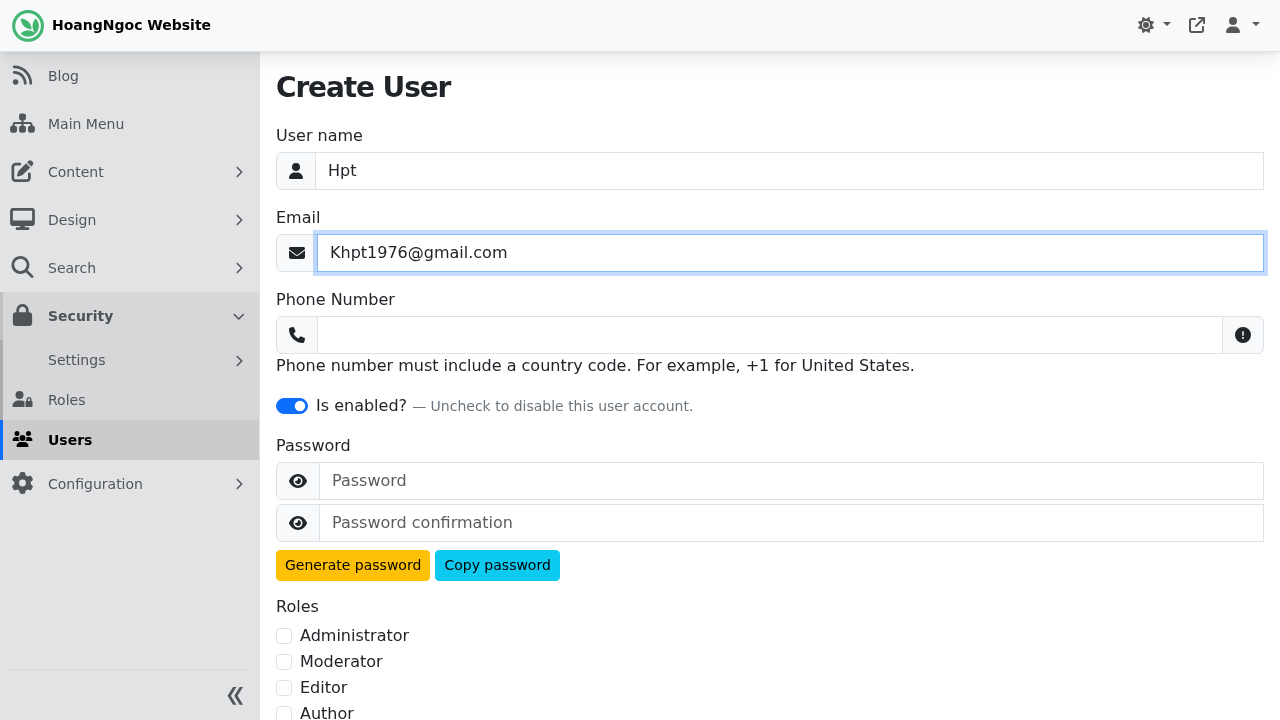 HoangNgoc Website
Blog
Main Menu
Content
Design
Search
Security
Settings
Roles
Users
Configuration
Create User
User name
Hpt
Email
Khpt1976@gmail.com
Phone Number
Phone number must include a country code. For example, +1 for United States.
Is enabled? — Uncheck to disable this user account.
Password
Password
Password confirmation
Generate password Copy password
Roles
Administrator
Moderator
Editor
Author